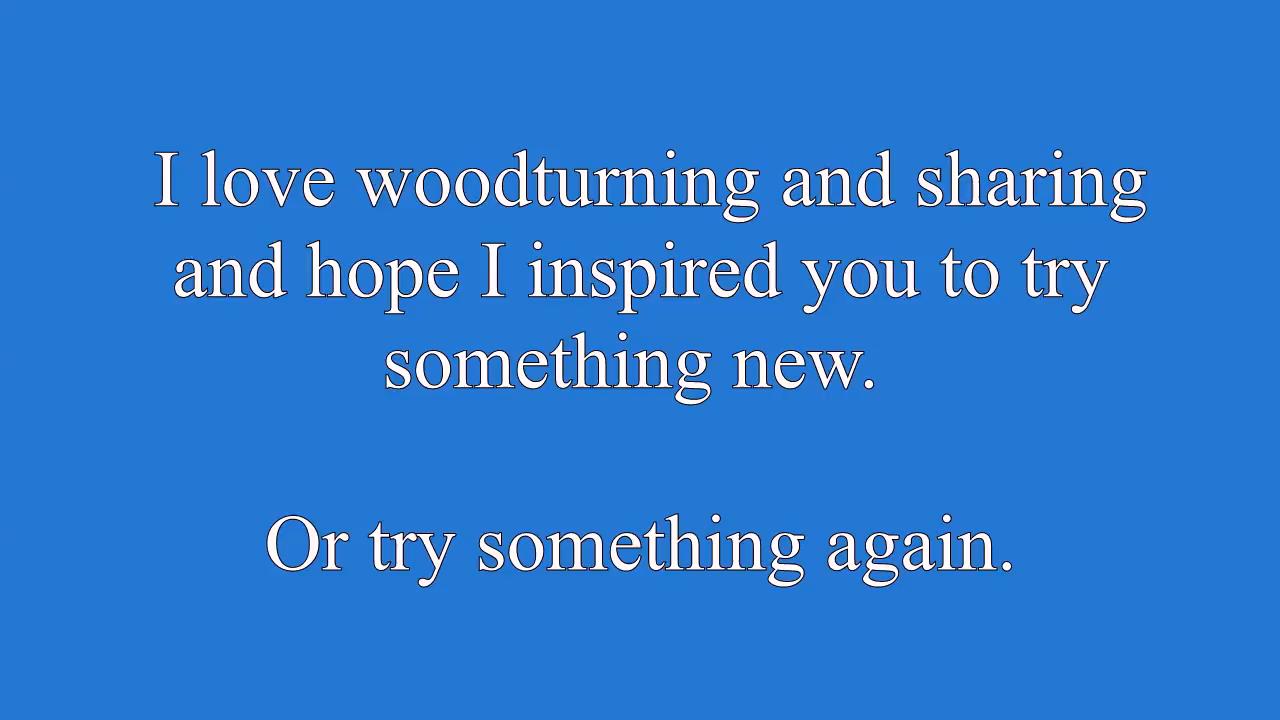 I love woodturning and sharing
and hope I inspired you to try
something new.
Or try something again.